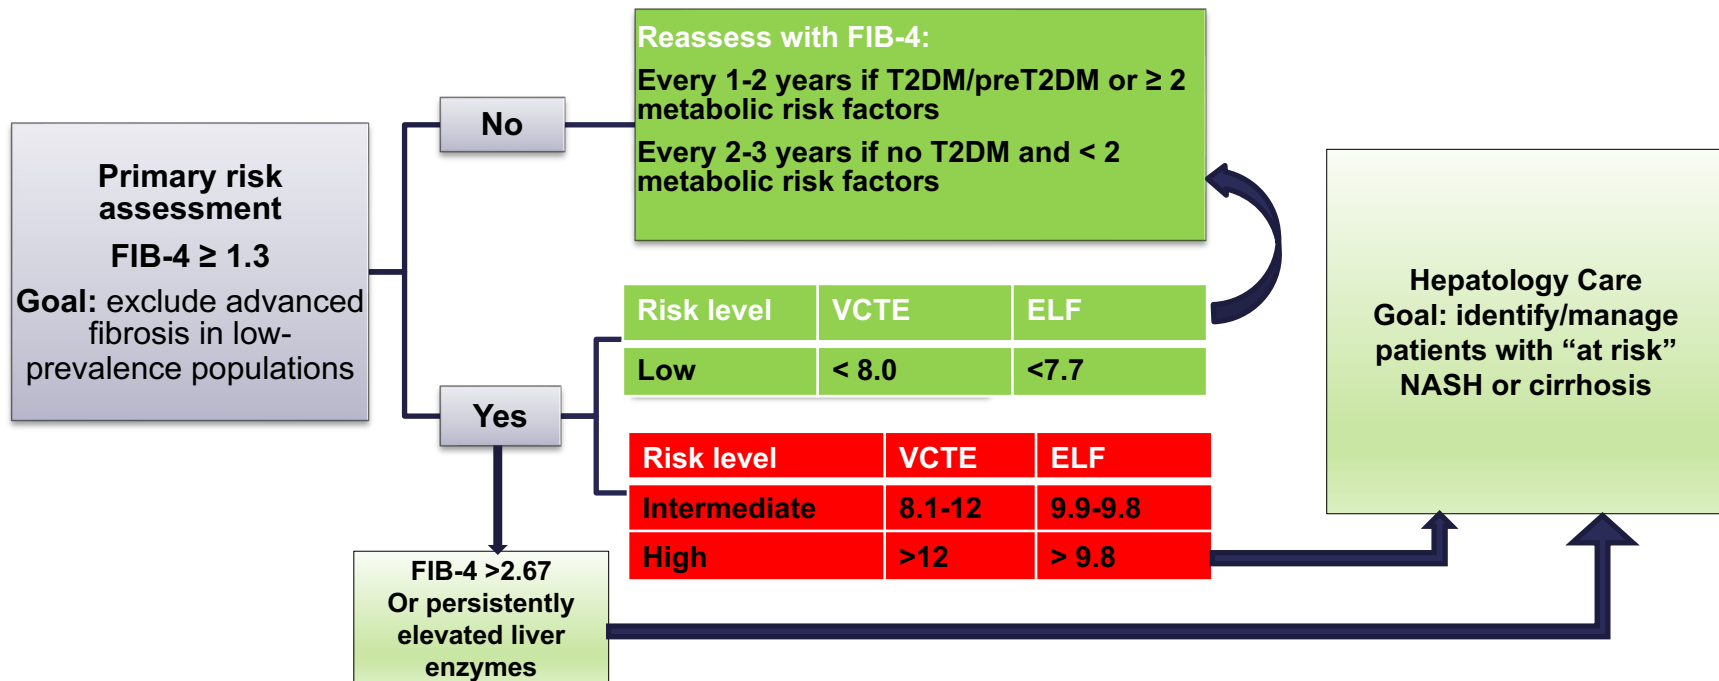 Primary risk
assessment
FIB-4 ≥ 1.3
Goal: exclude advanced
fibrosis in low-
prevalence populations
No
Reassess with FIB-4:
Every 1-2 years if T2DM/preT2DM or ≥ 2
metabolic risk factors
Every 2-3 years if no T2DM and < 2
metabolic risk factors
Yes
Risk level VCTE ELF
Low < 8.0 <7.7
Risk level VCTE ELF
Intermediate 8.1-12 9.9-9.8
High >12 > 9.8
FIB-4 >2.67
Or persistently
elevated liver
enzymes
Hepatology Care
Goal: identify/manage
patients with “at risk”
NASH or cirrhosis